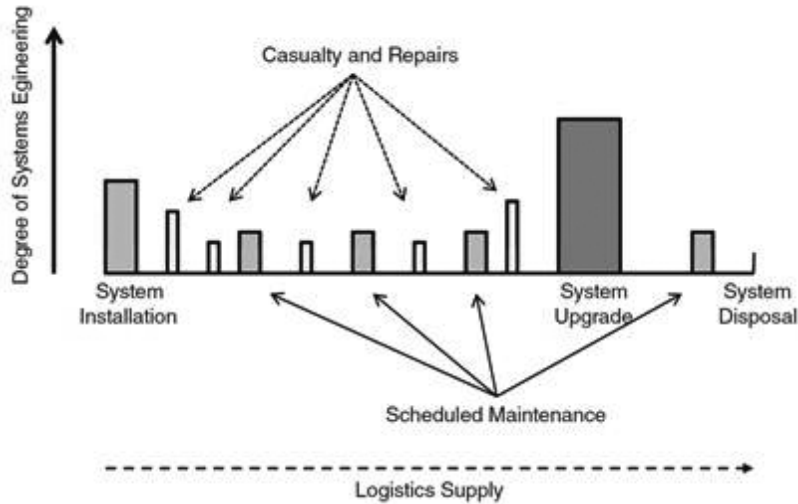 Degree of Systems Egineering
Casualty and Repairs
System
Installation
System
Upgrade
System
Disposal
Scheduled Maintenance
Logistics Supply